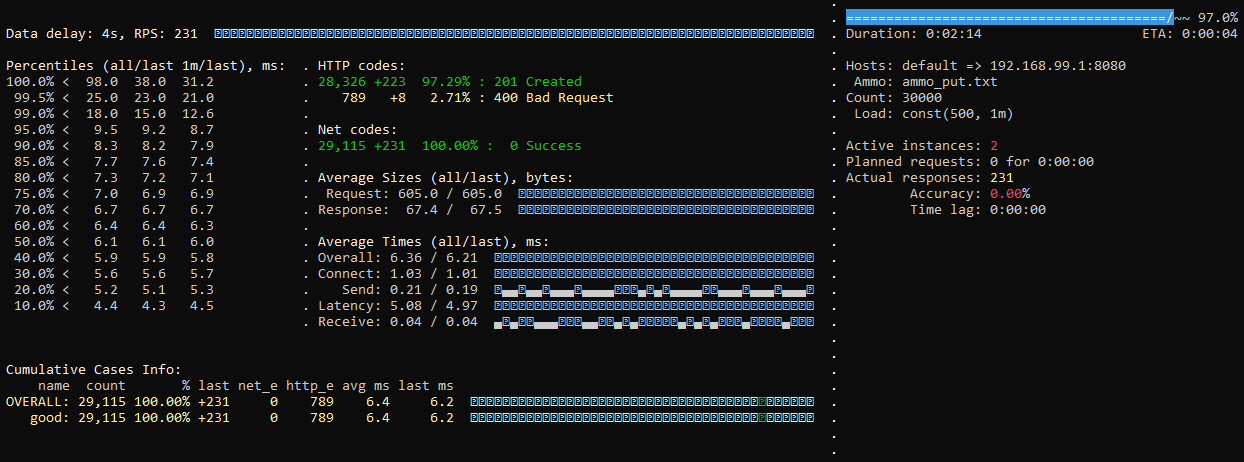 Data delay: 4s, RPS: 231
Percentiles (all/last 1m/last), ms:
100.0% < 98.0 38.0 31.2
99.5% < 25.0 23.0 21.0
99.0% < 18.0 15.0 12.6
95.0% < 9.5 9.2 8.7
90.0% < 8.3 8.2 7.9
85.0% < 7.7 7.6 7.4
80.0% < 7.3 7.2 7.1
75.0% < 7.0 6.9 6.9
70.0% < 6.7 6.7 6.7
60.0% < 6.4 6.4 6.3
50.0% < 6.1 6.1 6.0
40.0% < 5.9 5.9 5.8
30.0% < 5.6 5.6 5.7
20.0% < 5.2 5.1 5.3
10.0% < 4.4 4.3 4.5
. HTTP codes:
. 28,326 +223 97.29% : 201 Created
. 789 +8 2.71% : 400 Bad Request
.
. Net codes:
. 29,115 +231 100.00% : 0 Success
.
. Average Sizes (all/last), bytes:
. Request: 605.0 / 605.0
. Response: 67.4 / 67.5
.
. Average Times (all/last), ms:
. Overall: 6.36 / 6.21
. Connect: 1.03 / 1.01
. Send: 0.21 / 0.19
. Latency: 5.08 / 4.97
. Receive: 0.04 / 0.04
Cumulative Cases Info:
name count % last net_e http_e avg ms last ms
OVERALL: 29,115 100.00% +231 0 789 6.4 6.2
good: 29,115 100.00% +231 0 789 6.4 6.2
. ========================================/~~ 97.0%
. Duration: 0:02:14 ETA: 0:00:04
.
. Hosts: default => 192.168.99.1:8080
. Ammo: ammo_put.txt
. Count: 30000
. Load: const(500, 1m)
.
. Active instances: 2
. Planned requests: 0 for 0:00:00
. Actual responses: 231
. Accuracy: 0.00%
. Time lag: 0:00:00